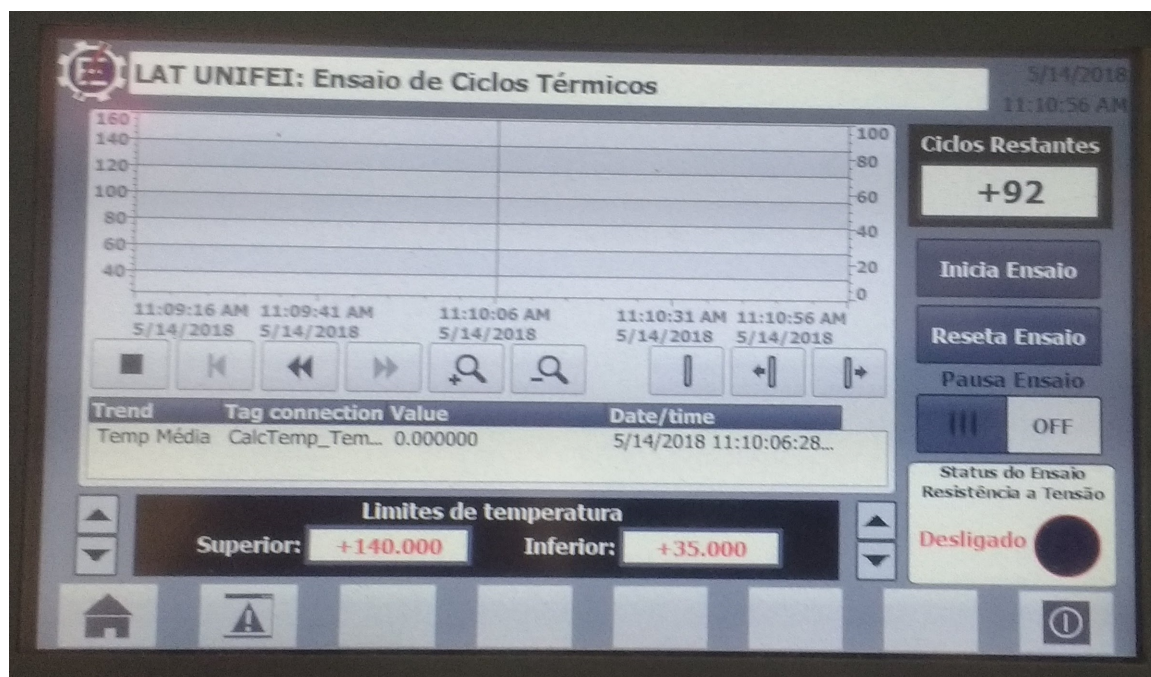 LAT UNIFEI: Ensaio de Ciclos Térmicos
5/14/2018
11:10:56 AM
160
140
120
100
80
60
40
100
80
60
40
20
0
11:09:16 AM 11:09:41 AM 11:10:06 AM 11:10:31 AM 11:10:56 AM
5/14/2018 5/14/2018 5/14/2018 5/14/2018 5/14/2018
Trend Tag connection Value Date/time
Temp Média CalcTemp_Tem... 0.000000 5/14/2018 11:10:06:28...
Limites de temperatura
Superior: +140.000 Inferior: +35.000
Ciclos Restantes
+92
Inicia Ensaio
Reseta Ensaio
Pausa Ensaio
OFF
Status do Ensaio
Resistência a Tensão
Desligado